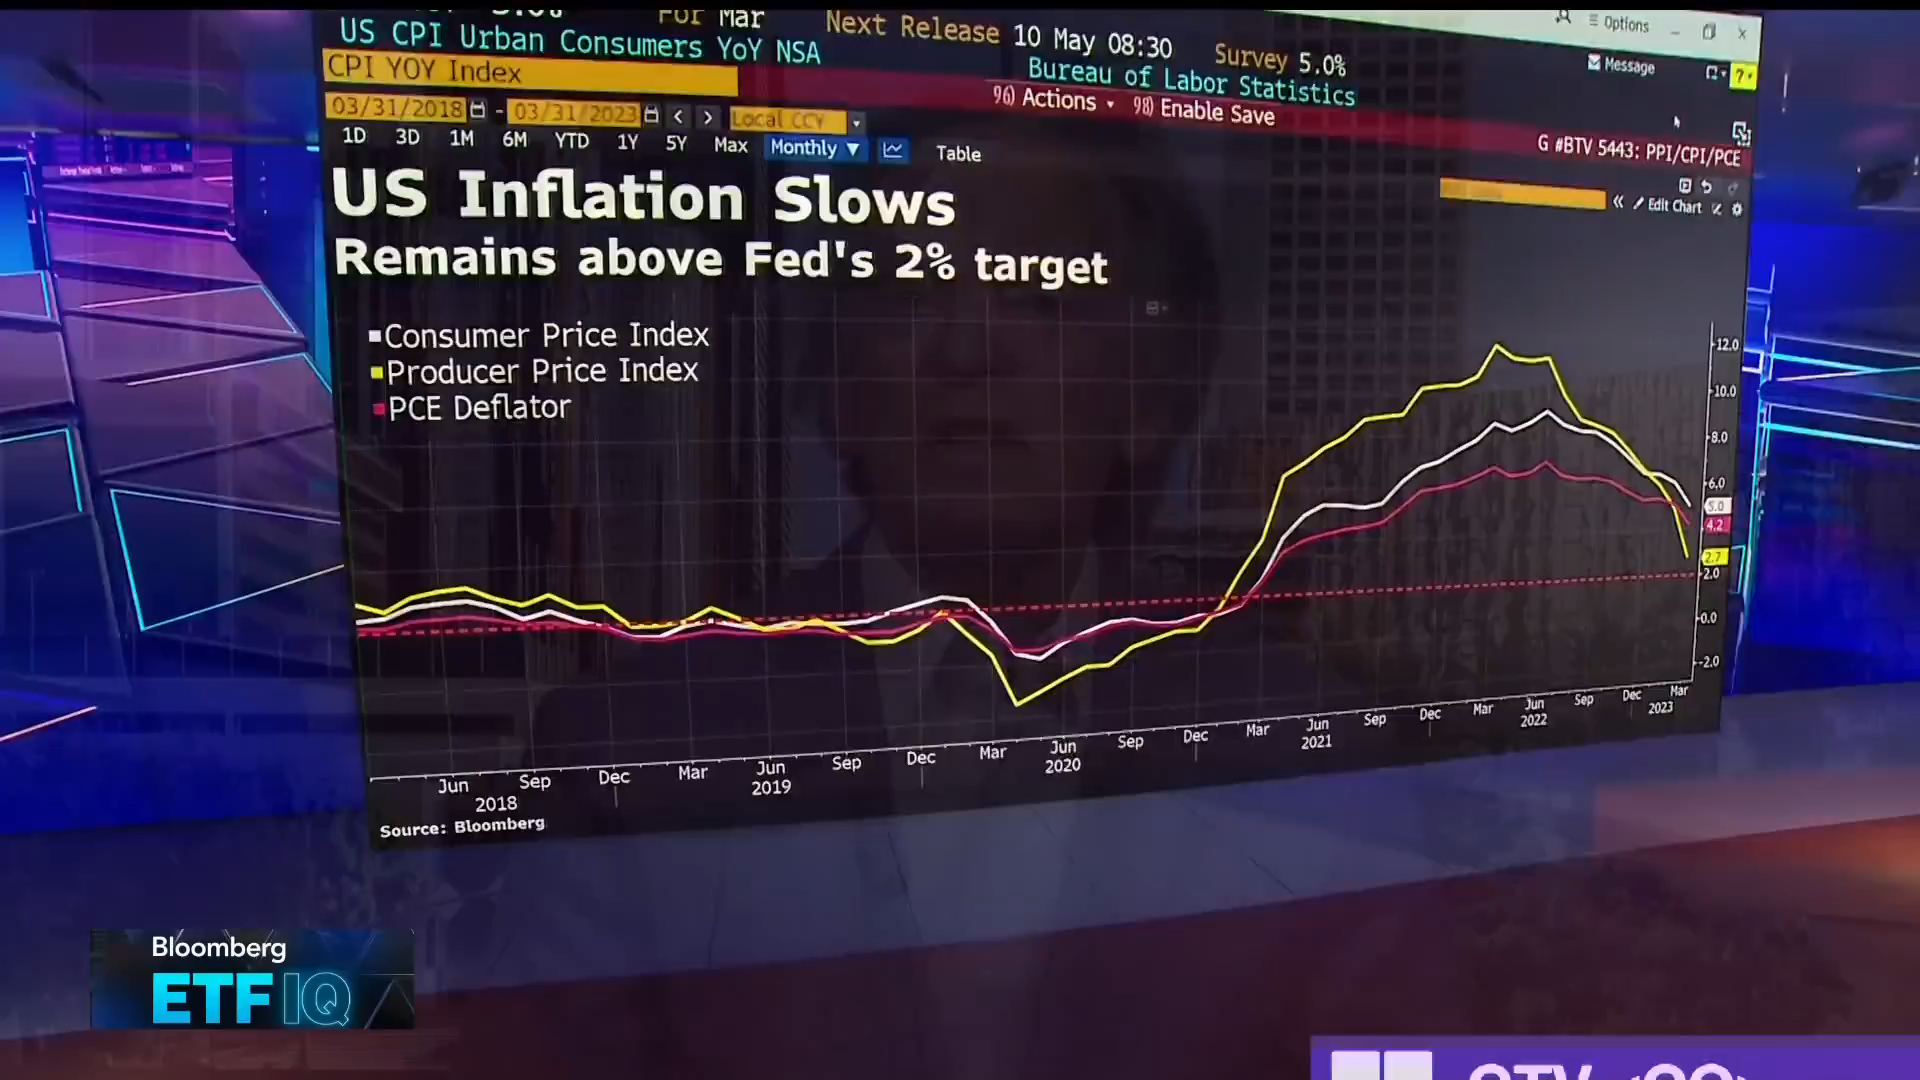 For Mar
Next Release 10 May 08:30
Survey 5.0%
US CPI Urban Consumers YoY NSA
Bureau of Labor Statistics
CPI YOY Index
96) Actions
98) Enable Save
Options
Message
?
03/31/2018 - 03/31/2023
Local CCY
1D 3D 1M 6M YTD 1Y 5Y Max Monthly ▼ Table
G #BTV 5443: PPI/CPI/PCE
« Edit Chart
US Inflation Slows
Remains above Fed's 2% target
Consumer Price Index
Producer Price Index
PCE Deflator
12.0
10.0
8.0
6.0
5.0
4.2
2.7
2.0
0.0
-2.0
Jun Sep Dec Mar Jun Sep Dec Mar Jun Sep Dec Mar Jun Sep Dec Mar Jun Sep Dec Mar
2018 2019 2020 2021 2022 2023
Source: Bloomberg
Bloomberg
ETF IQ